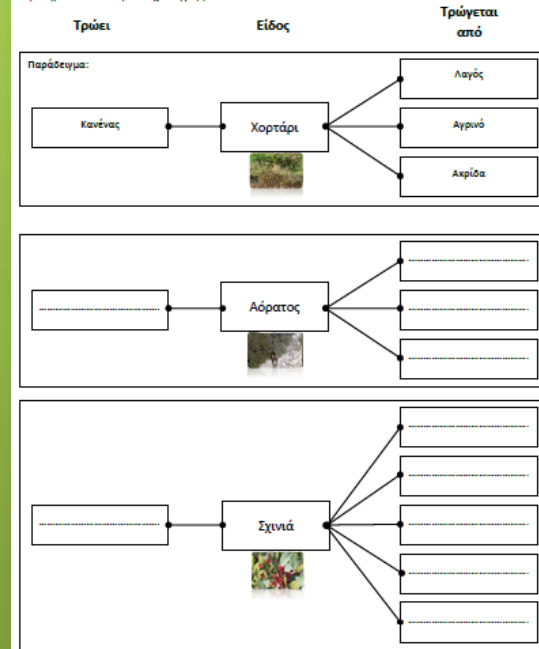 Τρώει
Είδος
Τρώγεται
από
Παράδειγμα:
Κανένας
Χορτάρι
Λαγός
Αγρινό
Ακρίδα
Αόρατος
Σχινιά